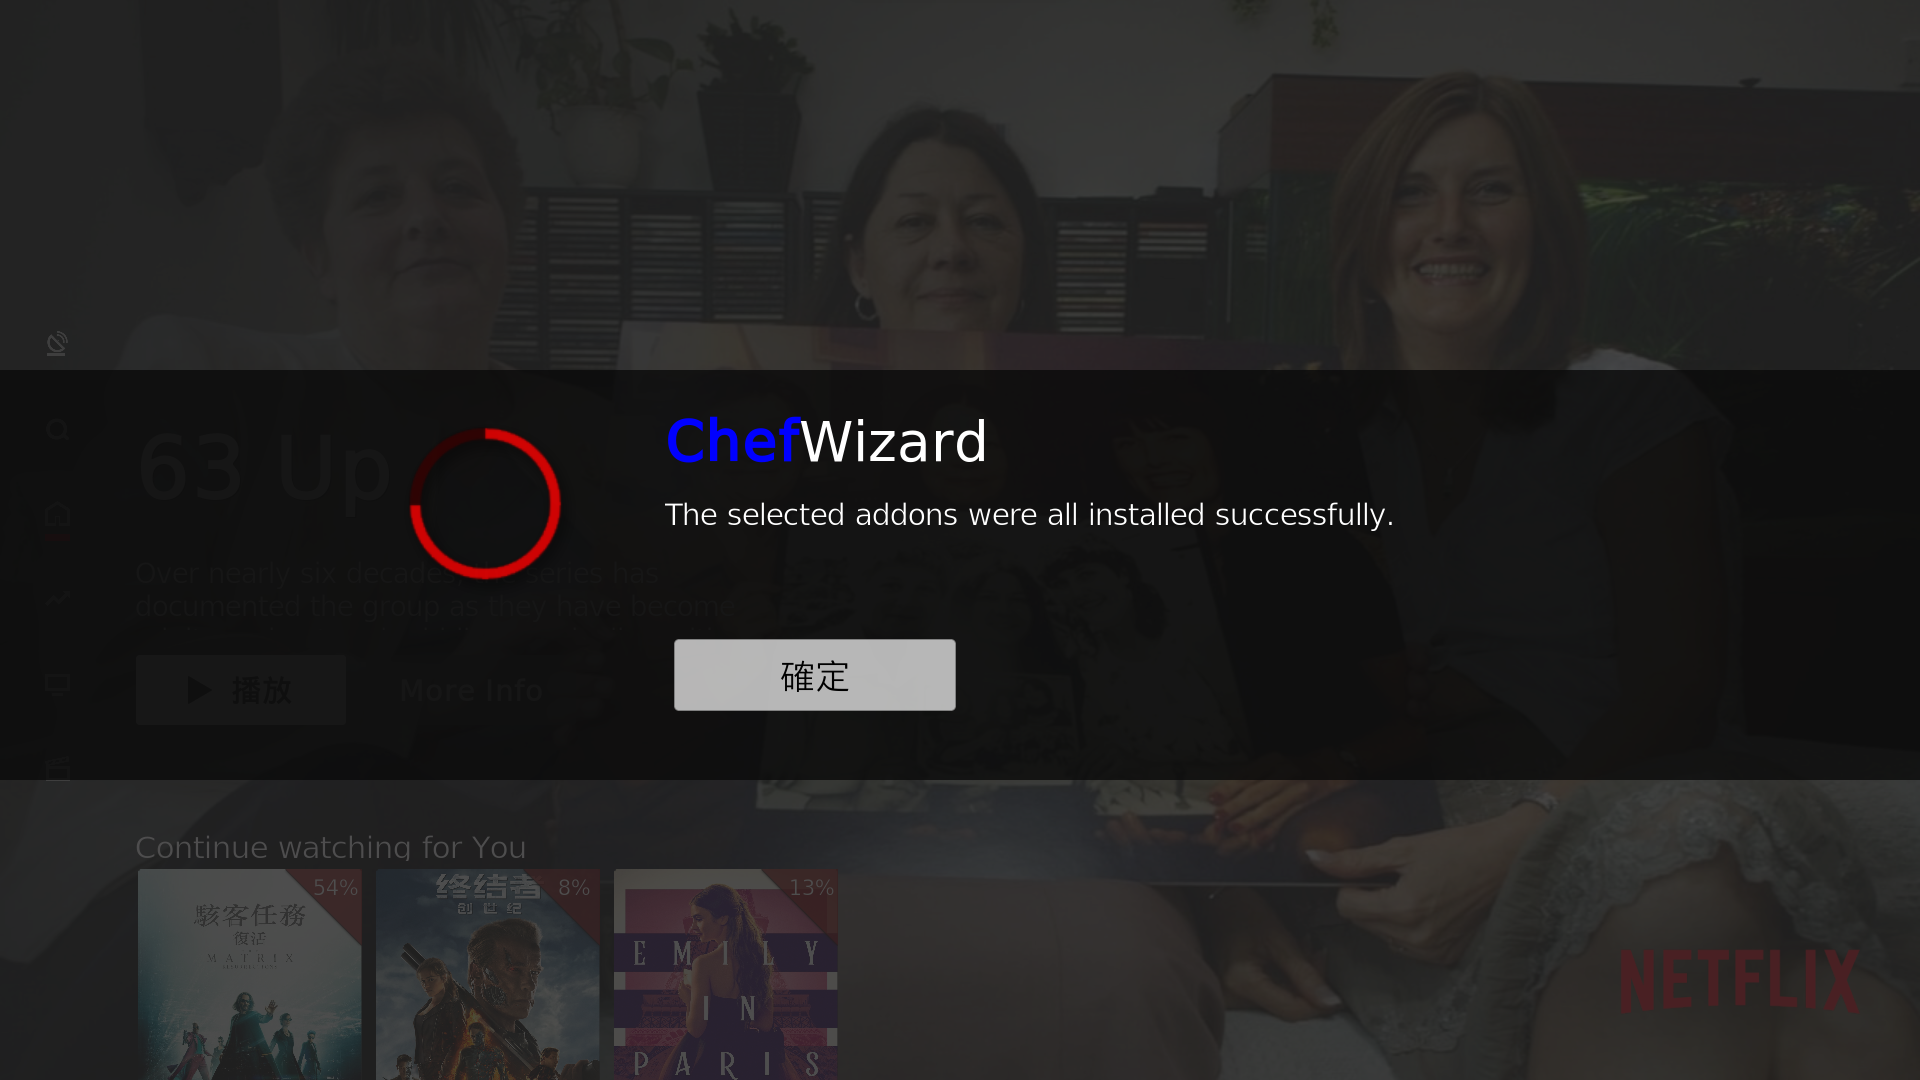 ChefWizard
The selected addons were all installed successfully.
確定
63 Up
Over nearly six decades series has
documented the group as they have become
播放
More Info
Continue watching for You
54%
駭客任務
復活
MATRIX
8%
终结者
创世纪
13%
EMILY
IN
PARIS
NETFLIX